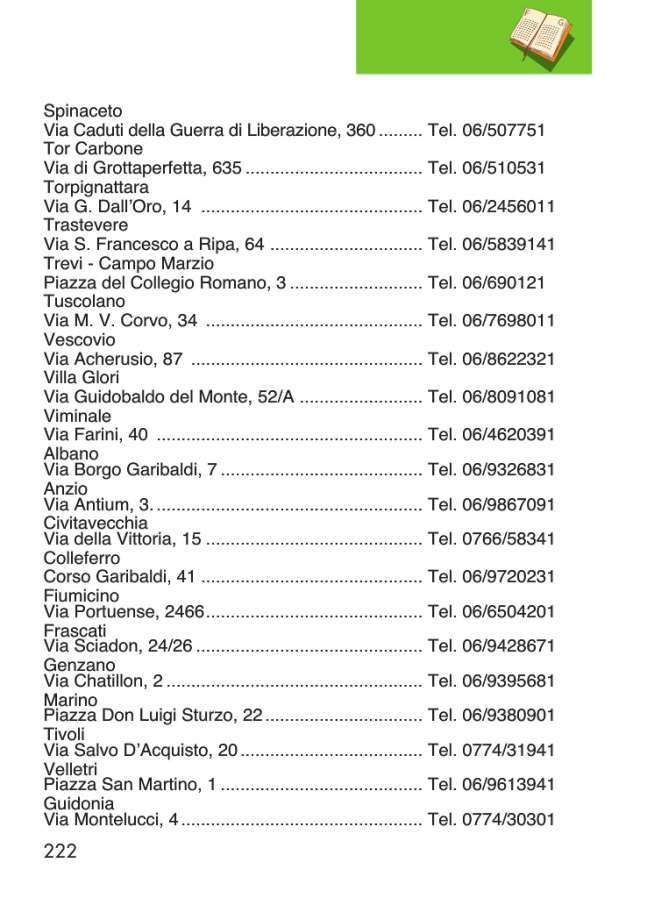 Spinaceto
Via Caduti della Guerra di Liberazione, 360 ......... Tel. 06/507751
Tor Carbone
Via di Grottaperfetta, 635 .................................... Tel. 06/510531
Torpignattara
Via G. Dall'Oro, 14 ............................................. Tel. 06/2456011
Trastevere
Via S. Francesco a Ripa, 64 ............................... Tel. 06/5839141
Trevi - Campo Marzio
Piazza del Collegio Romano, 3 ........................... Tel. 06/690121
Tuscolano
Via M. V. Corvo, 34 ............................................ Tel. 06/7698011
Vescovio
Via Acherusio, 87 ............................................... Tel. 06/8622321
Villa Glori
Via Guidobaldo del Monte, 52/A ......................... Tel. 06/8091081
Viminale
Via Farini, 40 ...................................................... Tel. 06/4620391
Albano
Via Borgo Garibaldi, 7 ......................................... Tel. 06/9326831
Anzio
Via Antium, 3. ...................................................... Tel. 06/9867091
Civitavecchia
Via della Vittoria, 15 ............................................ Tel. 0766/58341
Colleferro
Corso Garibaldi, 41 ............................................. Tel. 06/9720231
Fiumicino
Via Portuense, 2466............................................ Tel. 06/6504201
Frascati
Via Sciadon, 24/26 .............................................. Tel. 06/9428671
Genzano
Via Chatillon, 2 .................................................... Tel. 06/9395681
Marino
Piazza Don Luigi Sturzo, 22 ................................ Tel. 06/9380901
Tivoli
Via Salvo D'Acquisto, 20 ..................................... Tel. 0774/31941
Velletri
Piazza San Martino, 1 ......................................... Tel. 06/9613941
Guidonia
Via Montelucci, 4 ................................................. Tel. 0774/30301
222